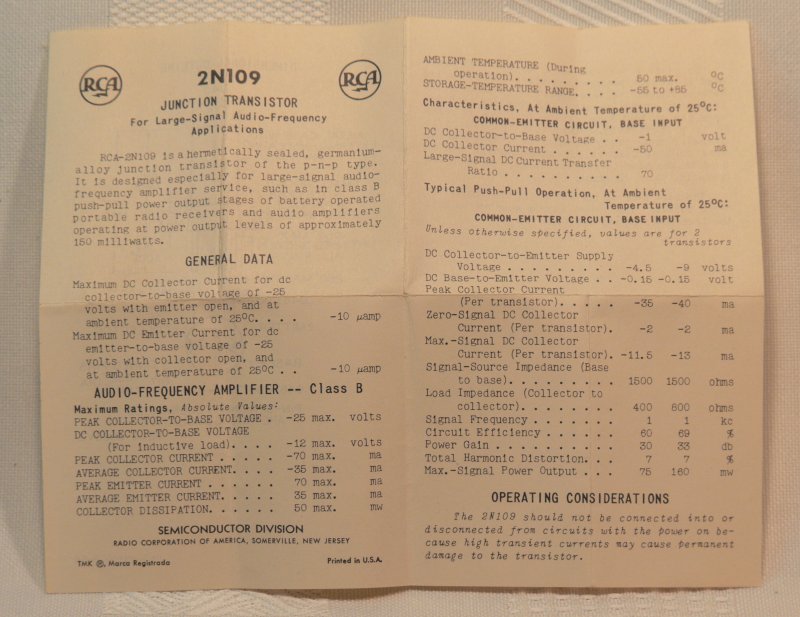 RCA
2N109
RCA
JUNCTION TRANSISTOR
For Large-Signal Audio-Frequency
Applications
RCA-2N109 is a hermetically sealed, germanium-
alloy junction transistor of the p-n-p type.
It is designed especially for large-signal audio-
frequency amplifier service, such as in class B
push-pull power output stages of battery operated
portable radio receivers and audio amplifiers
operating at power output levels of approximately
150 milliwatts.
GENERAL DATA
Maximum DC Collector Current for dc
collector-to-base voltage of -25
volts with emitter open, and at
ambient temperature of 25°C. . . . -10 µamp
Maximum DC Emitter Current for dc
emitter-to-base voltage of -25
volts with collector open, and
at ambient temperature of 25°C . . -10 µamp
AUDIO-FREQUENCY AMPLIFIER -- Class B
Maximum Ratings, Absolute Values:
PEAK COLLECTOR-TO-BASE VOLTAGE . -25 max. volts
DC COLLECTOR-TO-BASE VOLTAGE
(For inductive load). . . . . -12 max. volts
PEAK COLLECTOR CURRENT . . . . . -70 max. ma
AVERAGE COLLECTOR CURRENT. . . . -35 max. ma
PEAK EMITTER CURRENT . . . . . . 70 max. ma
AVERAGE EMITTER CURRENT. . . . . 35 max. ma
COLLECTOR DISSIPATION. . . . . . 50 max. mw
SEMICONDUCTOR DIVISION
RADIO CORPORATION OF AMERICA, SOMERVILLE, NEW JERSEY
TMK ®, Marca Registrada Printed in U.S.A.
AMBIENT TEMPERATURE (During
operation). . . . . . . . . 50 max. °C
STORAGE-TEMPERATURE RANGE. . . . -55 to +85 °C
Characteristics, At Ambient Temperature of 25°C:
COMMON-EMITTER CIRCUIT, BASE INPUT
DC Collector-to-Base Voltage . . -1 volt
DC Collector Current . . . . . . -50 ma
Large-Signal DC Current Transfer
Ratio . . . . . . . . . . 70
Typical Push-Pull Operation, At Ambient
Temperature of 25°C:
COMMON-EMITTER CIRCUIT, BASE INPUT
Unless otherwise specified, values are for 2
transistors
DC Collector-to-Emitter Supply
Voltage . . . . . . . . . -4.5 -9 volts
DC Base-to-Emitter Voltage . . -0.15 -0.15 volt
Peak Collector Current
(Per transistor). . . . . -35 -40 ma
Zero-Signal DC Collector
Current (Per transistor). -2 -2 ma
Max.-Signal DC Collector
Current (Per transistor). -11.5 -13 ma
Signal-Source Impedance (Base
to base). . . . . . . . . 1500 1500 ohms
Load Impedance (Collector to
collector). . . . . . . . 400 800 ohms
Signal Frequency . . . . . . . 1 1 kc
Circuit Efficiency . . . . . . 60 69 %
Power Gain . . . . . . . . . . 30 33 db
Total Harmonic Distortion. . . 7 7 %
Max.-Signal Power Output . . . 75 160 mw
OPERATING CONSIDERATIONS
The 2N109 should not be connected into or
disconnected from circuits with the power on be-
cause high transient currents may cause permanent
damage to the transistor.